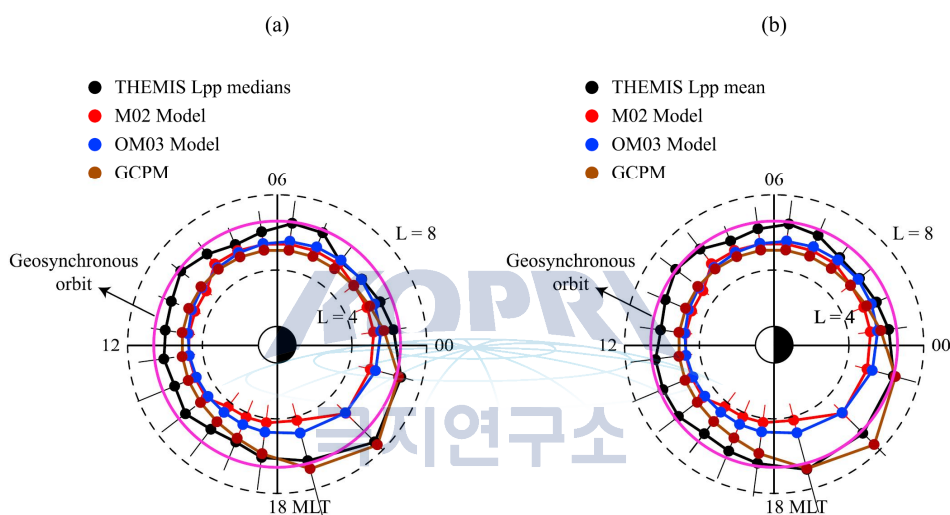 (a)
THEMIS Lpp medians
M02 Model
OM03 Model
GCPM
06
L = 8
Geosynchronous
orbit
L = 4
12
00
18 MLT
(b)
THEMIS Lpp mean
M02 Model
OM03 Model
GCPM
06
L = 8
Geosynchronous
orbit
L = 4
12
00
18 MLT
극지연구소